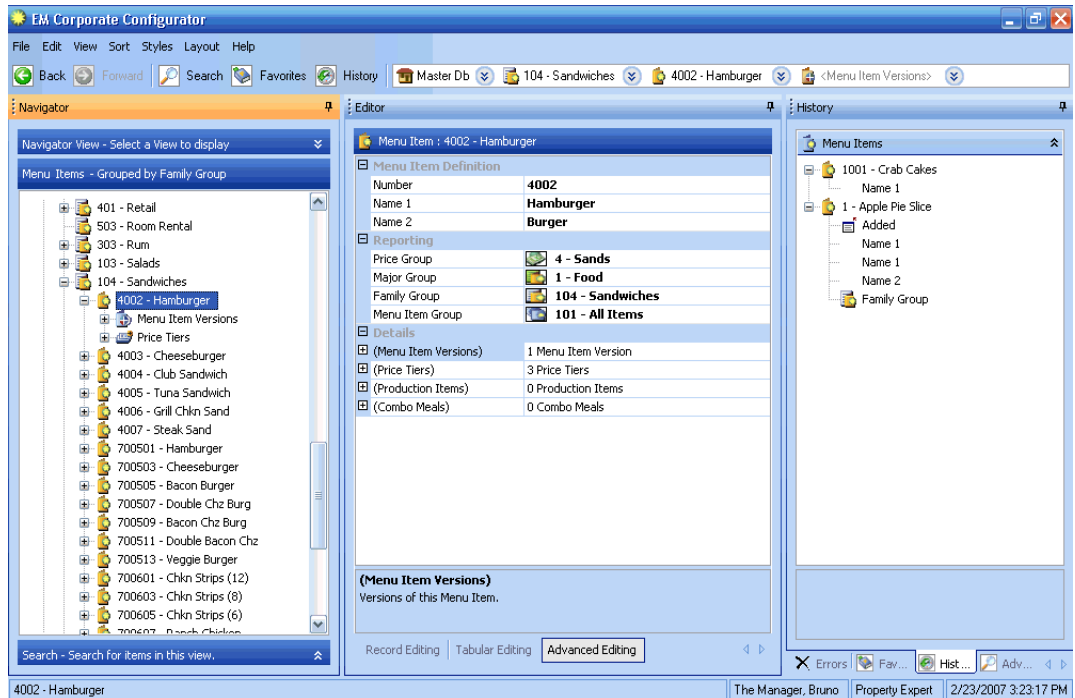 EM Corporate Configurator
File Edit View Sort Styles Layout Help
Back Forward Search Favorites History Master Db 104 - Sandwiches 4002 - Hamburger <Menu Item Versions>
Navigator
Navigator View - Select a View to display
Menu Items - Grouped by Family Group
401 - Retail
503 - Room Rental
303 - Rum
103 - Salads
104 - Sandwiches
4002 - Hamburger
Menu Item Versions
Price Tiers
4003 - Cheeseburger
4004 - Club Sandwich
4005 - Tuna Sandwich
4006 - Grill Chkn Sand
4007 - Steak Sand
700501 - Hamburger
700503 - Cheeseburger
700505 - Bacon Burger
700507 - Double Chz Burg
700509 - Bacon Chz Burg
700511 - Double Bacon Chz
700513 - Veggie Burger
700601 - Chkn Strips (12)
700603 - Chkn Strips (8)
700605 - Chkn Strips (6)
700607 - Ranch Chicken
Search - Search for items in this view.
Editor
Menu Item : 4002 - Hamburger
Menu Item Definition
Number 4002
Name 1 Hamburger
Name 2 Burger
Reporting
Price Group 4 - Sands
Major Group 1 - Food
Family Group 104 - Sandwiches
Menu Item Group 101 - All Items
Details
(Menu Item Versions) 1 Menu Item Version
(Price Tiers) 3 Price Tiers
(Production Items) 0 Production Items
(Combo Meals) 0 Combo Meals
(Menu Item Versions)
Versions of this Menu Item.
Record Editing Tabular Editing Advanced Editing
History
Menu Items
1001 - Crab Cakes
Name 1
1 - Apple Pie Slice
Added
Name 1
Name 1
Name 2
Family Group
Errors Fav... Hist... Adv...
4002 - Hamburger
The Manager, Bruno Property Expert 2/23/2007 3:23:17 PM